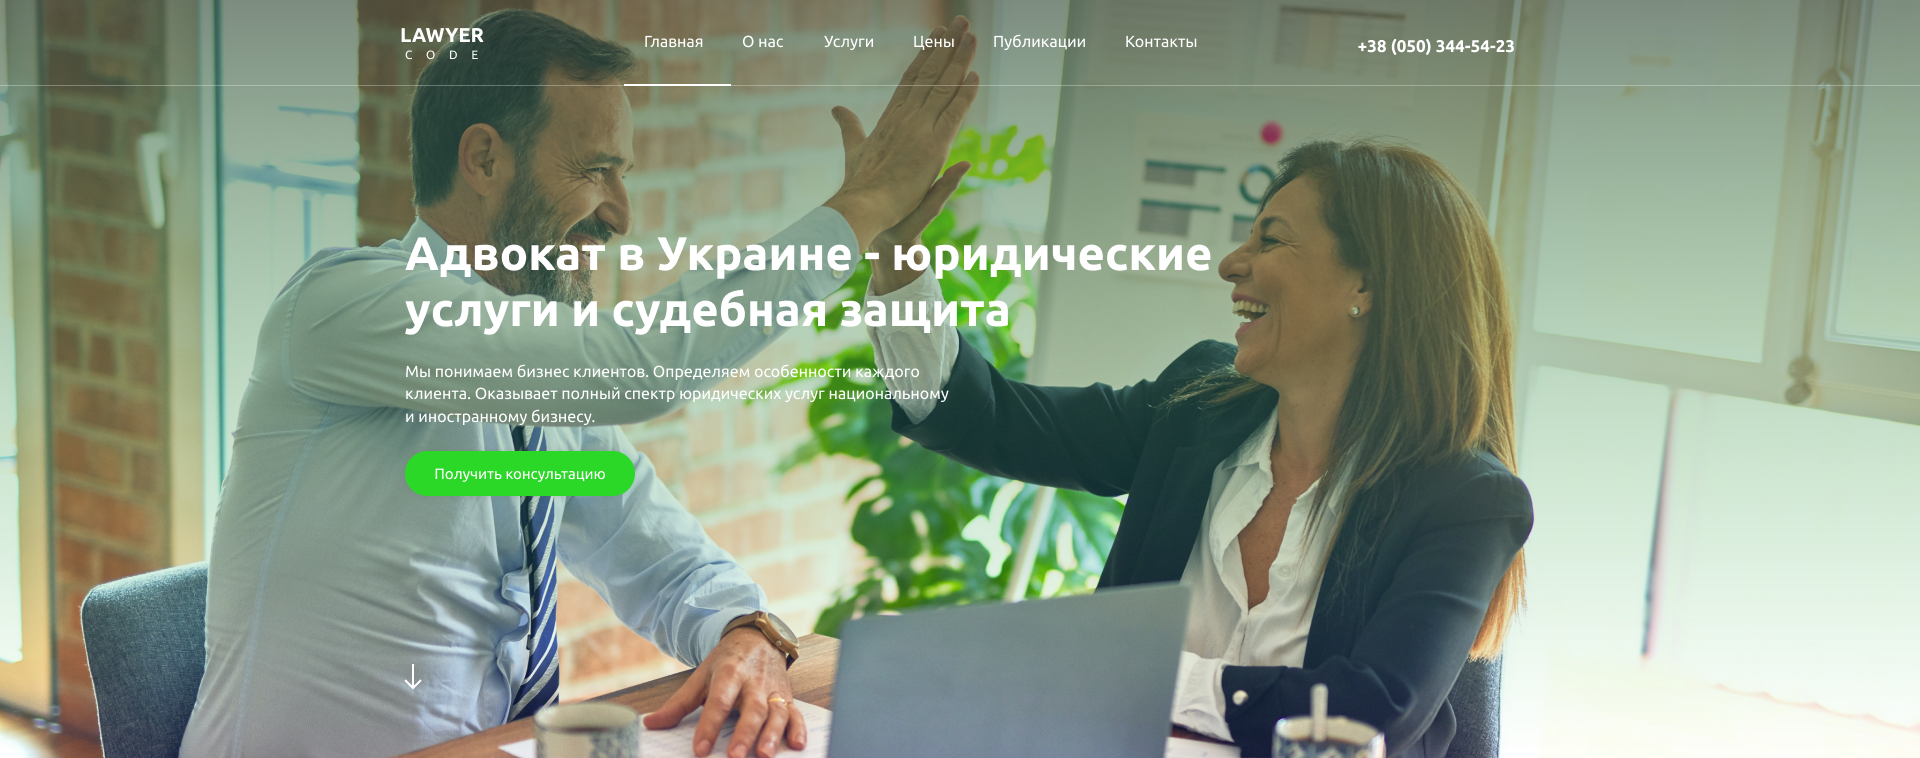 LAWYER
CODE
Главная
О нас
Услуги
Цены
Публикации
Контакты
+38 (050) 344-54-23
Адвокат в Украине - юридические
услуги и судебная защита
Мы понимаем бизнес клиентов. Определяем особенности каждого
клиента. Оказывает полный спектр юридических услуг национальному
и иностранному бизнесу.
Получить консультацию